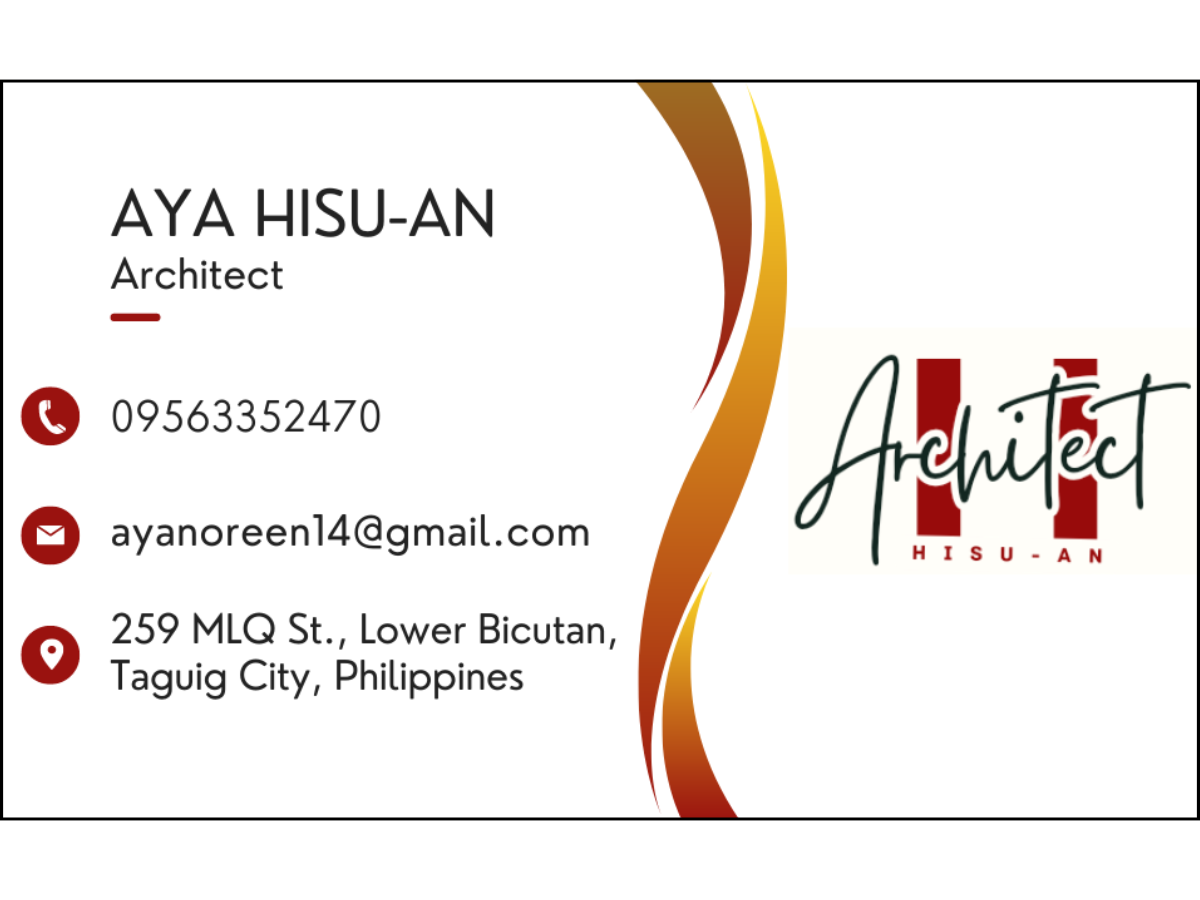 AYA HISU-AN
Architect
09563352470
ayanoreen14@gmail.com
259 MLQ St., Lower Bicutan,
Taguig City, Philippines
Architect
HISU-AN